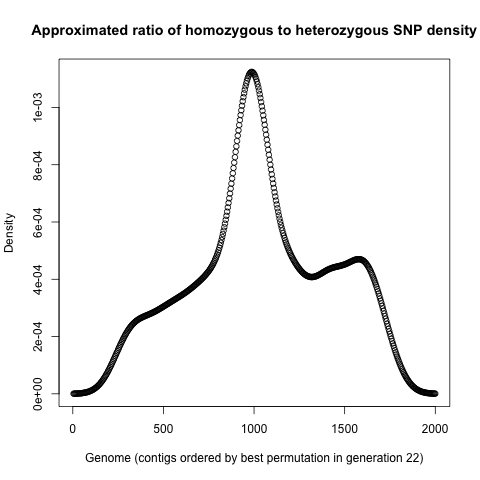 Approximated ratio of homozygous to heterozygous SNP density
Density
1e-03
8e-04
6e-04
4e-04
2e-04
0e+00
0 500 1000 1500 2000
Genome (contigs ordered by best permutation in generation 22)